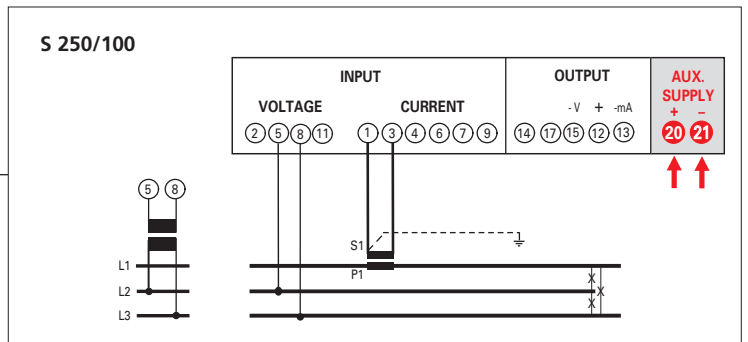 S 250/100
INPUT
OUTPUT
AUX.
SUPPLY
VOLTAGE
CURRENT
- V + -mA
+ –
2 5 8 11
1 3 4 6 7 9
14 17 15 12 13
20 21
5 8
S1
P1
L1
L2
L3
X
X
X